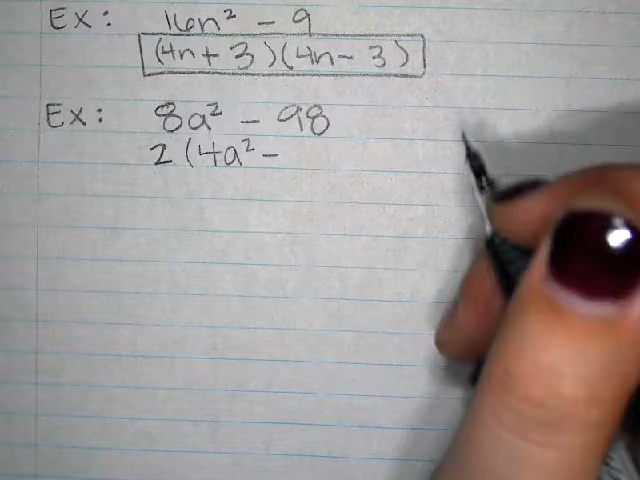 Ex: 16n² - 9
(4n + 3)(4n - 3)
Ex: 8a² - 98
2(4a² -